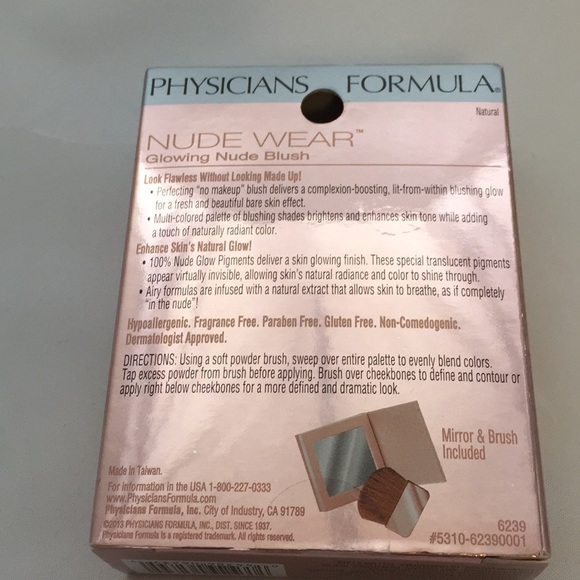 PHYSICIANS FORMULA®
Natural
NUDE WEAR™
Glowing Nude Blush
Look Flawless Without Looking Made Up!
• Perfecting "no makeup" blush delivers a complexion-boosting, lit-from-within blushing glow
for a fresh and beautiful bare skin effect.
• Multi-colored palette of blushing shades brightens and enhances skin tone while adding
a touch of naturally radiant color.
Enhance Skin's Natural Glow!
• 100% Nude Glow Pigments deliver a skin glowing finish. These special translucent pigments
appear virtually invisible, allowing skin's natural radiance and color to shine through.
• Airy formulas are infused with a natural extract that allows skin to breathe, as if completely
"in the nude"!
Hypoallergenic. Fragrance Free. Paraben Free. Gluten Free. Non-Comedogenic.
Dermatologist Approved.
DIRECTIONS: Using a soft powder brush, sweep over entire palette to evenly blend colors.
Tap excess powder from brush before applying. Brush over cheekbones to define and contour or
apply right below cheekbones for a more defined and dramatic look.
Mirror & Brush
Included
Made in Taiwan.
For information in the USA 1-800-227-0333
www.PhysiciansFormula.com
Physicians Formula, Inc. City of Industry, CA 91789
©2013 PHYSICIANS FORMULA, INC., DIST. SINCE 1937.
Physicians Formula is a registered trademark. All rights reserved.
6239
#5310-62390001